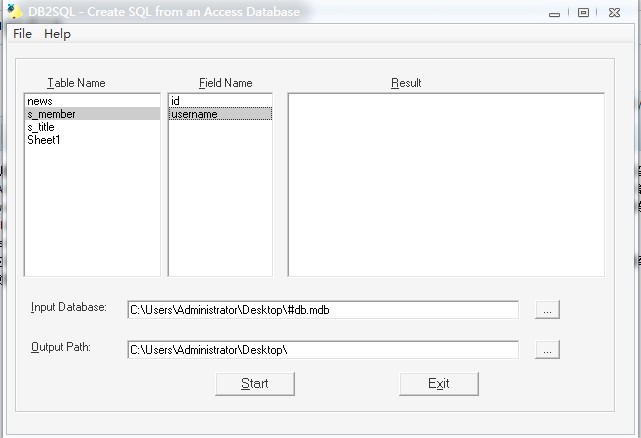 DB2SQL - Create SQL from an Access Database
File Help
Table Name Field Name Result
news id
s_member username
s_title
Sheet1
Input Database: C:\Users\Administrator\Desktop\#db.mdb ...
Output Path: C:\Users\Administrator\Desktop\ ...
Start Exit